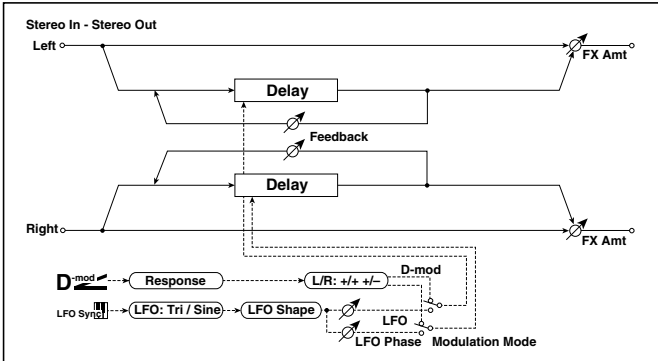 Stereo In - Stereo Out
Left
FX Amt
Delay
Feedback
Delay
Right
FX Amt
D-mod
Response
L/R: +/+ +/–
D-mod
LFO Sync
LFO: Tri / Sine
LFO Shape
LFO
LFO Phase
Modulation Mode